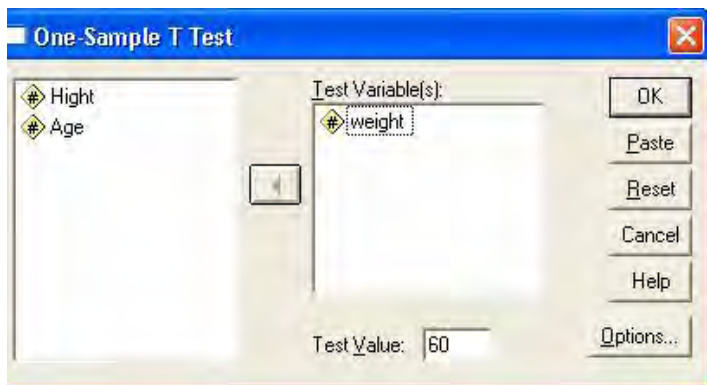 One-Sample T Test
Hight
Age
Test Variable(s):
weight
Test Value: 60
OK
Paste
Reset
Cancel
Help
Options...